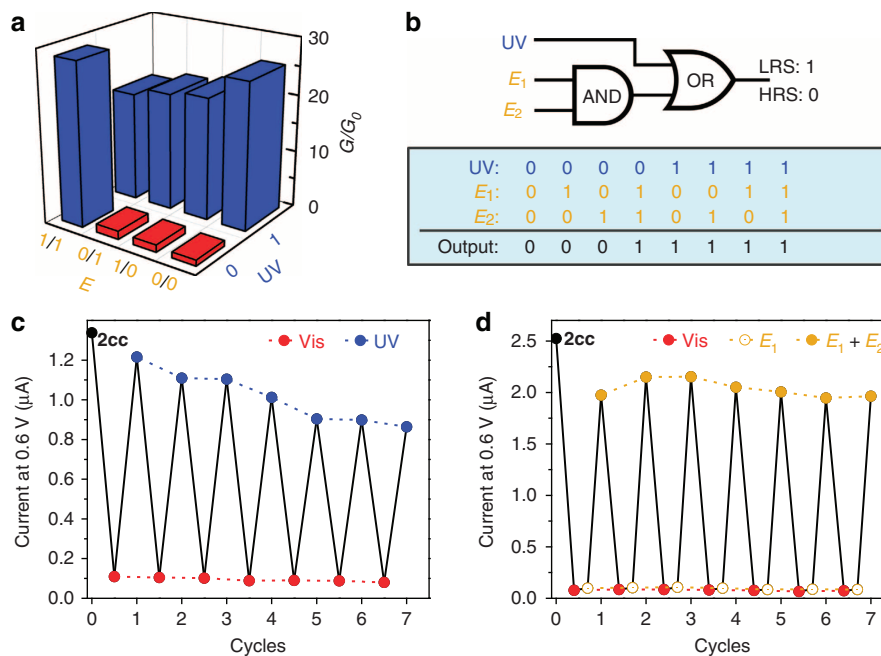 a
30
20
10
0
G/G0
1/1 0/1 1/0 0/0
E
0
1
UV
b
UV
E1
E2
AND
OR
LRS: 1
HRS: 0
UV: 0 0 0 0 1 1 1 1
E1: 0 1 0 1 0 0 1 1
E2: 0 0 1 1 0 1 0 1
Output: 0 0 0 1 1 1 1 1
c
2cc
Vis UV
1.2
1.0
0.8
0.6
0.4
0.2
0.0
Current at 0.6 V (µA)
0 1 2 3 4 5 6 7
Cycles
d
2cc
Vis E1 E1 + E2
2.5
2.0
1.5
1.0
0.5
0.0
Current at 0.6 V (µA)
0 1 2 3 4 5 6 7
Cycles